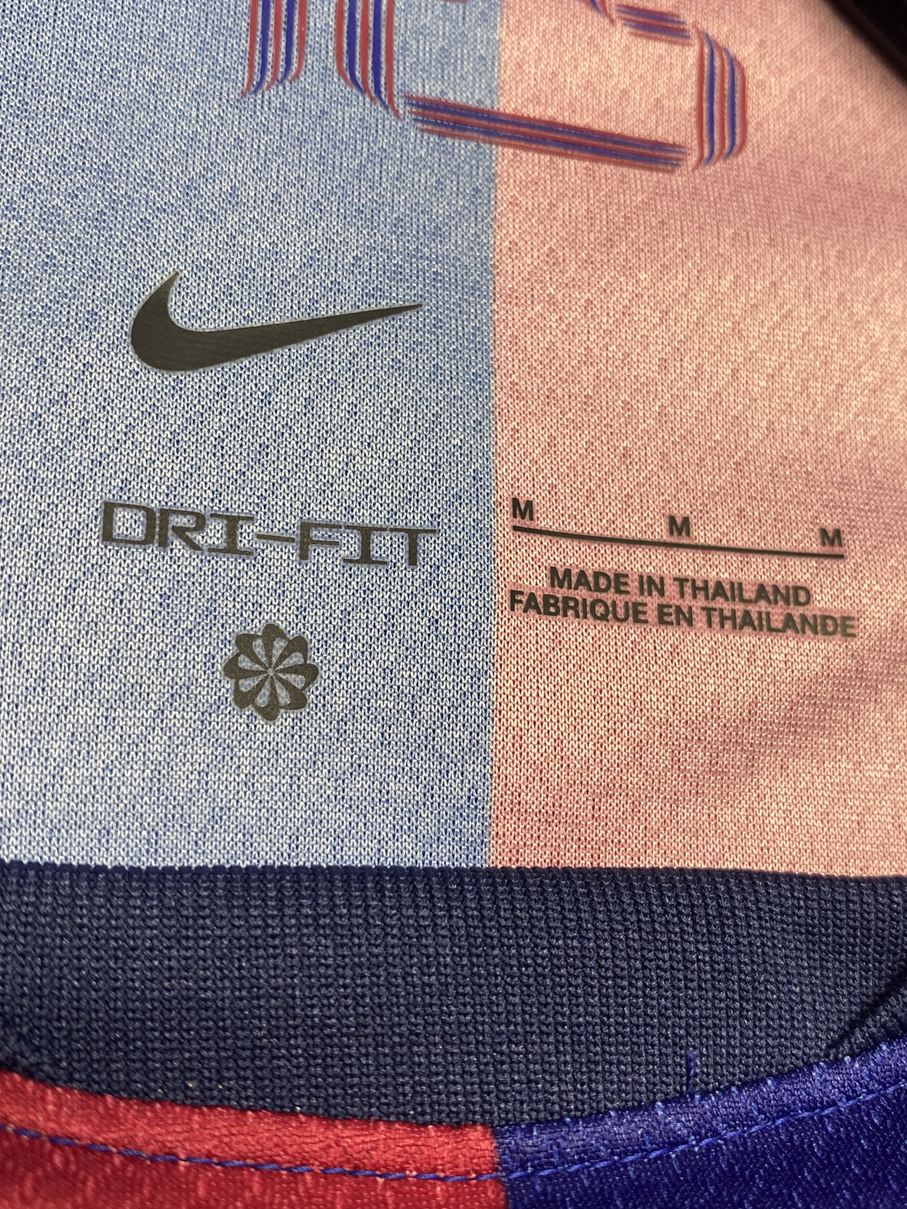 DRI-FIT
M M M
MADE IN THAILAND
FABRIQUE EN THAILANDE